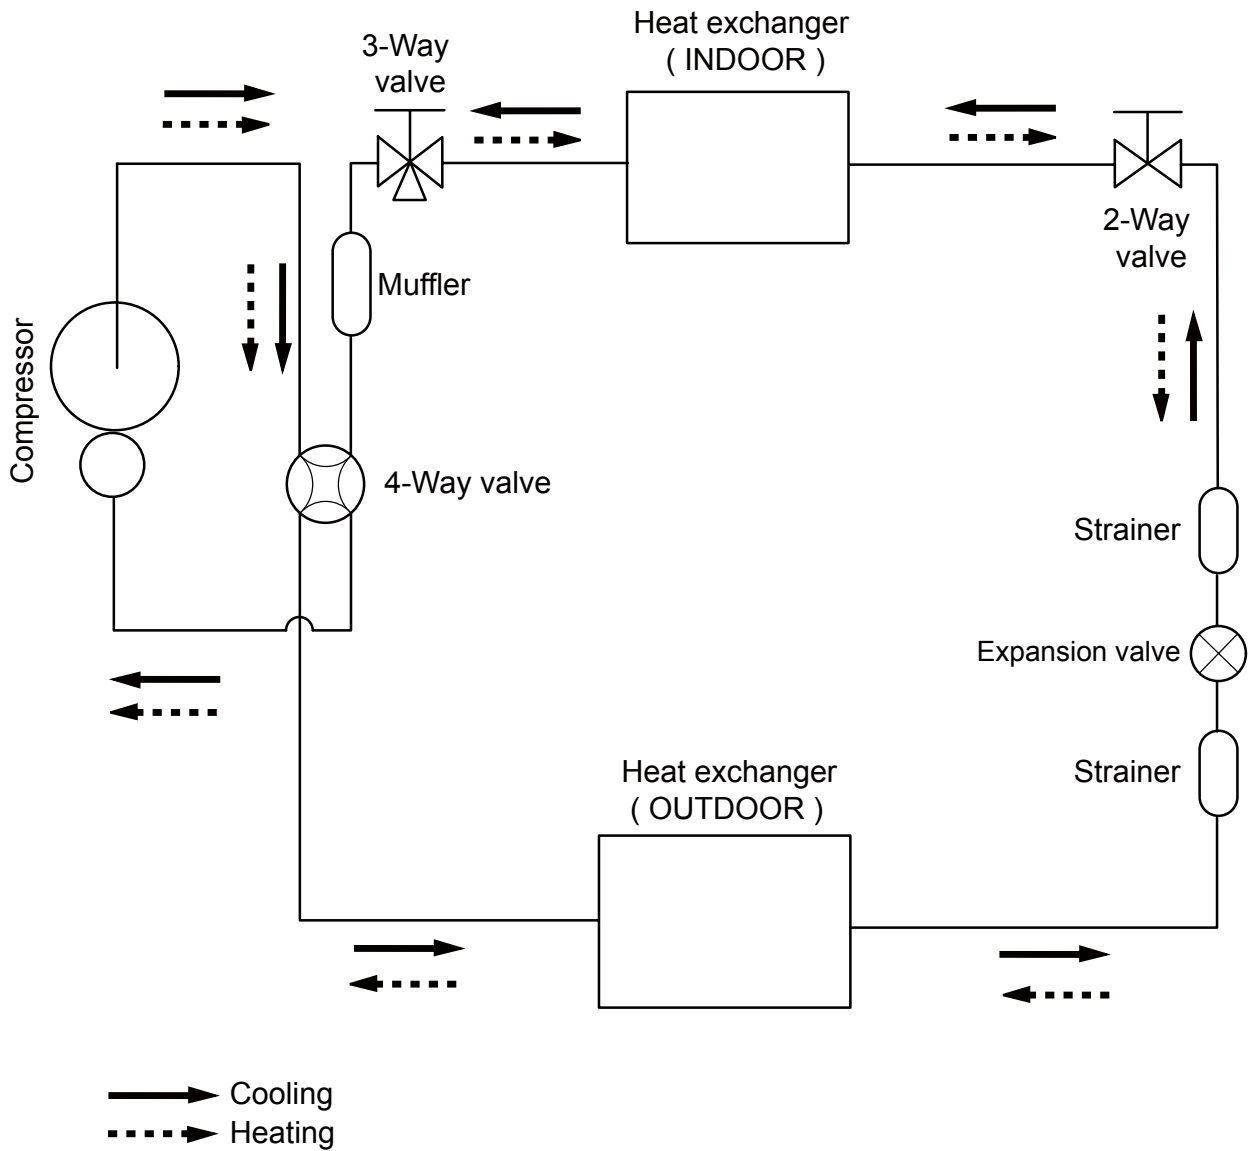 Heat exchanger
( INDOOR )
3-Way
valve
2-Way
valve
Muffler
Compressor
4-Way valve
Strainer
Expansion valve
Strainer
Heat exchanger
( OUTDOOR )
Cooling
Heating